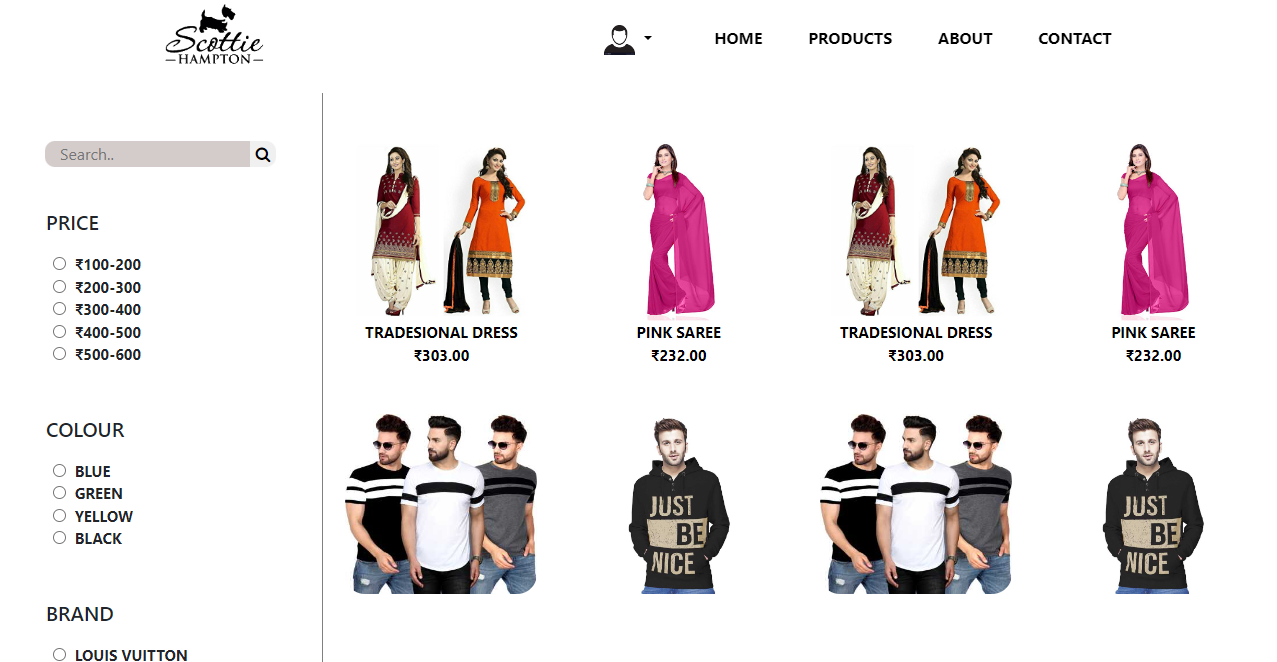 Scottie
HAMPTON
HOME PRODUCTS ABOUT CONTACT
Search..
PRICE
₹100-200
₹200-300
₹300-400
₹400-500
₹500-600
COLOUR
BLUE
GREEN
YELLOW
BLACK
BRAND
LOUIS VUITTON
TRADESIONAL DRESS
₹303.00
PINK SAREE
₹232.00
TRADESIONAL DRESS
₹303.00
PINK SAREE
₹232.00
JUST
BE
NICE
JUST
BE
NICE